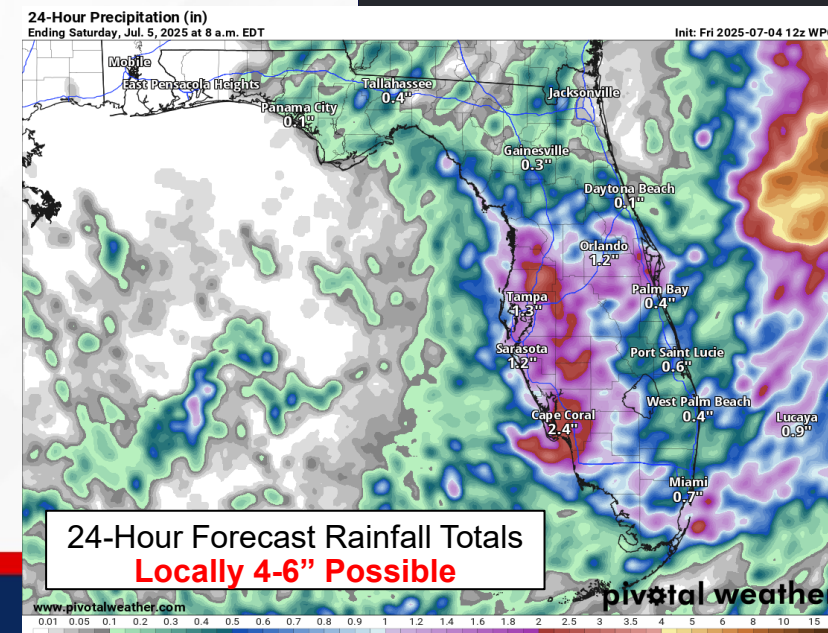 24-Hour Precipitation (in)
Ending Saturday, Jul. 5, 2025 at 8 a.m. EDT
Init: Fri 2025-07-04 12z WPC
Mobile
East Pensacola Heights
Panama City
0.1"
Tallahassee
0.4"
Jacksonville
Gainesville
0.3"
Daytona Beach
0.1"
Orlando
1.2"
Tampa
1.3"
Palm Bay
0.4"
Sarasota
1.2"
Port Saint Lucie
0.6"
Cape Coral
2.4"
West Palm Beach
0.4"
Lucaya
0.9"
Miami
0.7"
24-Hour Forecast Rainfall Totals
Locally 4-6” Possible
www.pivotalweather.com
pivotal weather
0.01 0.05 0.1 0.2 0.3 0.4 0.5 0.6 0.7 0.8 0.9 1 1.2 1.4 1.6 1.8 2 2.5 3 3.5 4 5 6 8 10 15